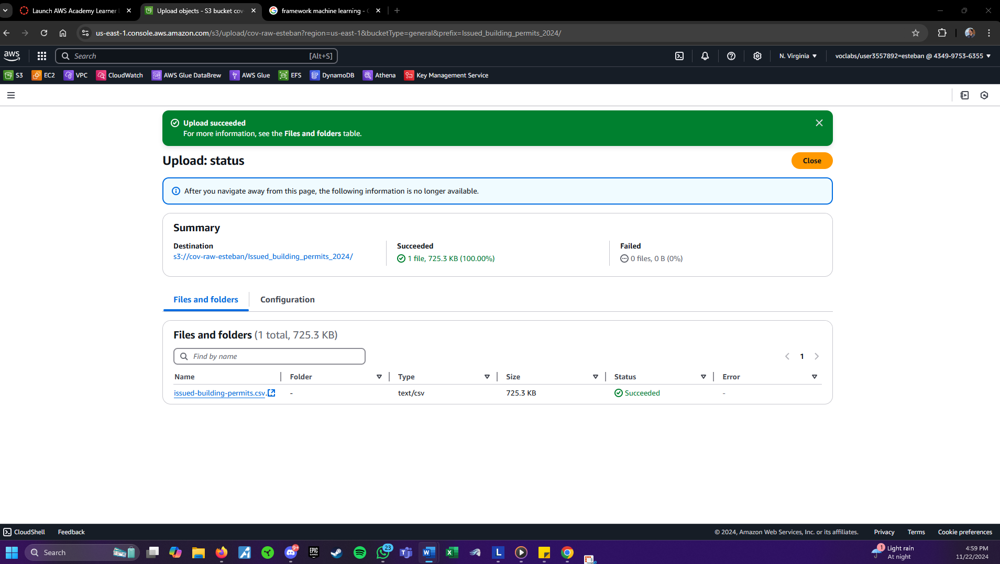 Launch AWS Academy Learner L
Upload objects - S3 bucket cov
framework machine learning -
us-east-1.console.aws.amazon.com/s3/upload/cov-raw-esteban?region=us-east-1&bucketType=general&prefix=Issued_building_permits_2024/
aws
Search
[Alt+S]
N. Virginia
voclabs/user3557892=esteban @ 4349-9753-6355
S3
EC2
VPC
CloudWatch
AWS Glue DataBrew
AWS Glue
EFS
DynamoDB
Athena
Key Management Service
Upload succeeded
For more information, see the Files and folders table.
Upload: status
Close
After you navigate away from this page, the following information is no longer available.
Summary
Destination
s3://cov-raw-esteban/Issued_building_permits_2024/
Succeeded
1 file, 725.3 KB (100.00%)
Failed
0 files, 0 B (0%)
Files and folders
Configuration
Files and folders (1 total, 725.3 KB)
Find by name
1
Name
Folder
Type
Size
Status
Error
issued-building-permits.csv.
-
text/csv
725.3 KB
Succeeded
-
CloudShell
Feedback
© 2024, Amazon Web Services, Inc. or its affiliates.
Privacy
Terms
Cookie preferences
Search
9+
EPIC
GAMES
23
L
1
Light rain
At night
4:59 PM
11/22/2024